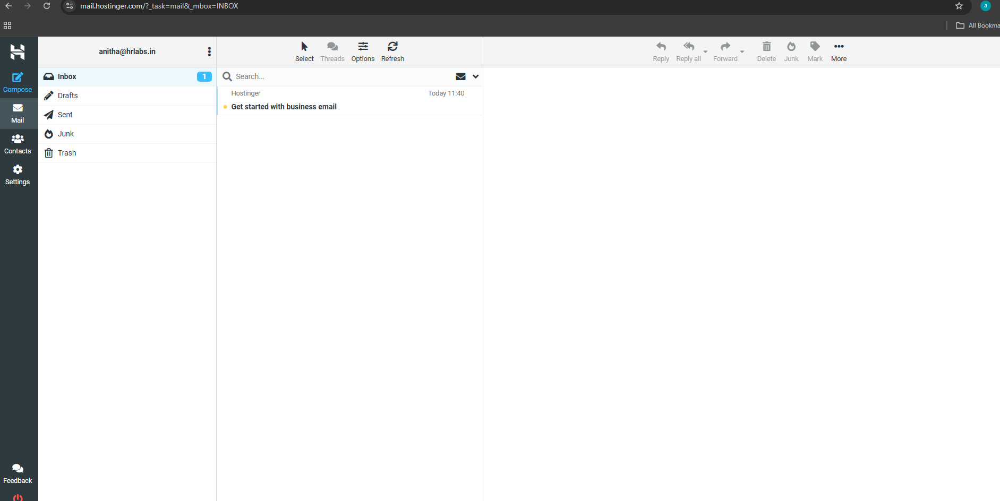 mail.hostinger.com/?_task=mail&_mbox=INBOX
a
All Bookma
anitha@hrlabs.in
Select
Threads
Options
Refresh
Reply
Reply all
Forward
Delete
Junk
Mark
More
Compose
Mail
Contacts
Settings
Feedback
Inbox
1
Drafts
Sent
Junk
Trash
Search...
Hostinger
Today 11:40
Get started with business email